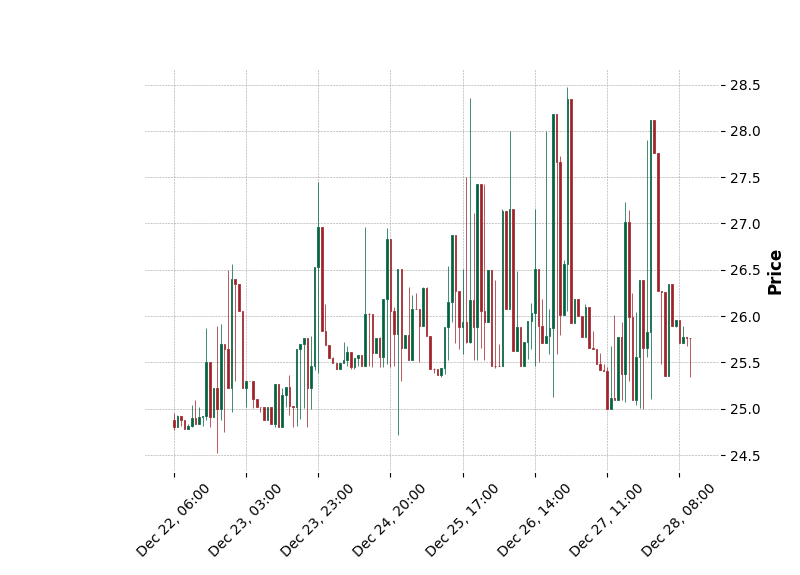 28.5
28.0
27.5
27.0
26.5
26.0
25.5
25.0
24.5
Price
Dec 22, 06:00
Dec 23, 03:00
Dec 23, 23:00
Dec 24, 20:00
Dec 25, 17:00
Dec 26, 14:00
Dec 27, 11:00
Dec 28, 08:00